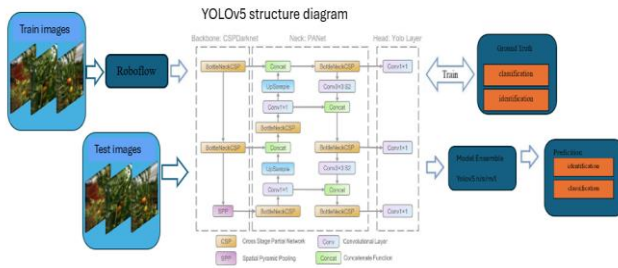 YOLOv5 structure diagram
Train images
Roboflow
Test images
Backbone: CSPDarknet
Neck: PANet
Head: Yolo Layer
BottleNeckCSP
Concat
BottleNeckCSP
Conv1×1
UpSample
Conv3×3 S2
Conv1×1
Concat
BottleNeckCSP
BottleNeckCSP
Concat
BottleNeckCSP
Conv1×1
UpSample
Conv3×3 S2
Conv1×1
Concat
SPP
BottleNeckCSP
BottleNeckCSP
Conv1×1
CSP
Cross Stage Partial Network
Conv
Convolutional Layer
SPP
Spatial Pyramid Pooling
Concat
Concatenate Function
Train
Ground Truth
classification
identification
Model Ensemble
Prediction
identification
classification